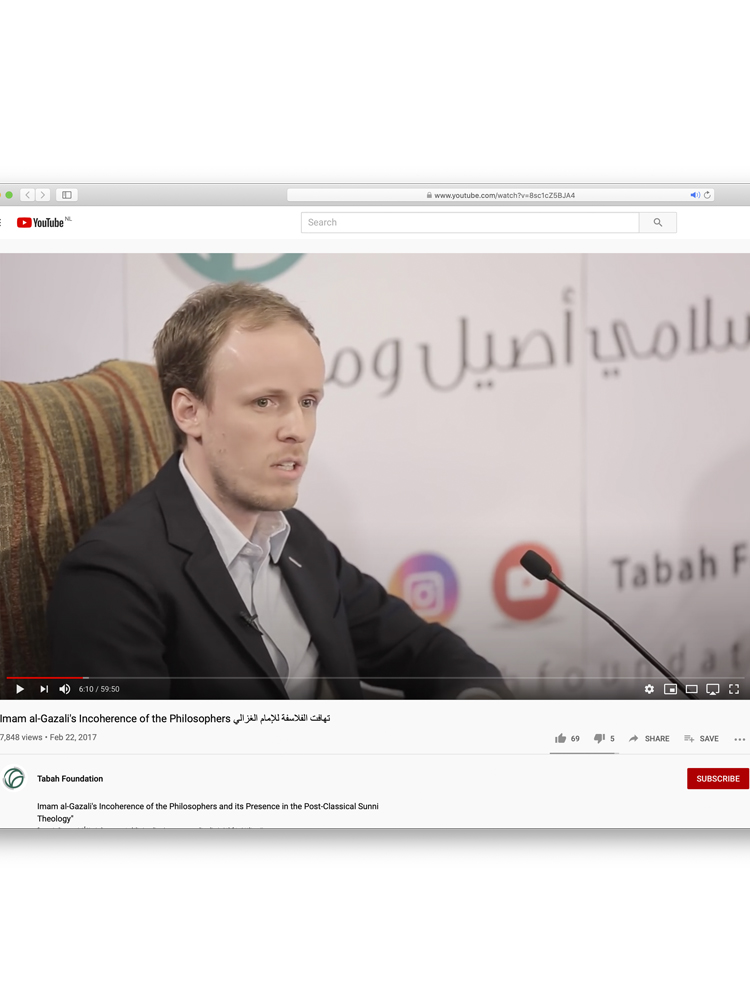 www.youtube.com/watch?v=8sc1cZ5BJA4
YouTube NL
Search
سلامي أصيل
Tabah F
6:10 / 59:50
Imam al-Gazali's Incoherence of the Philosophers تهافت الفلاسفة للإمام الغزالي
7,848 views • Feb 22, 2017
69
5
SHARE
SAVE
Tabah Foundation
SUBSCRIBE
Imam al-Gazali's Incoherence of the Philosophers and its Presence in the Post-Classical Sunni
Theology"